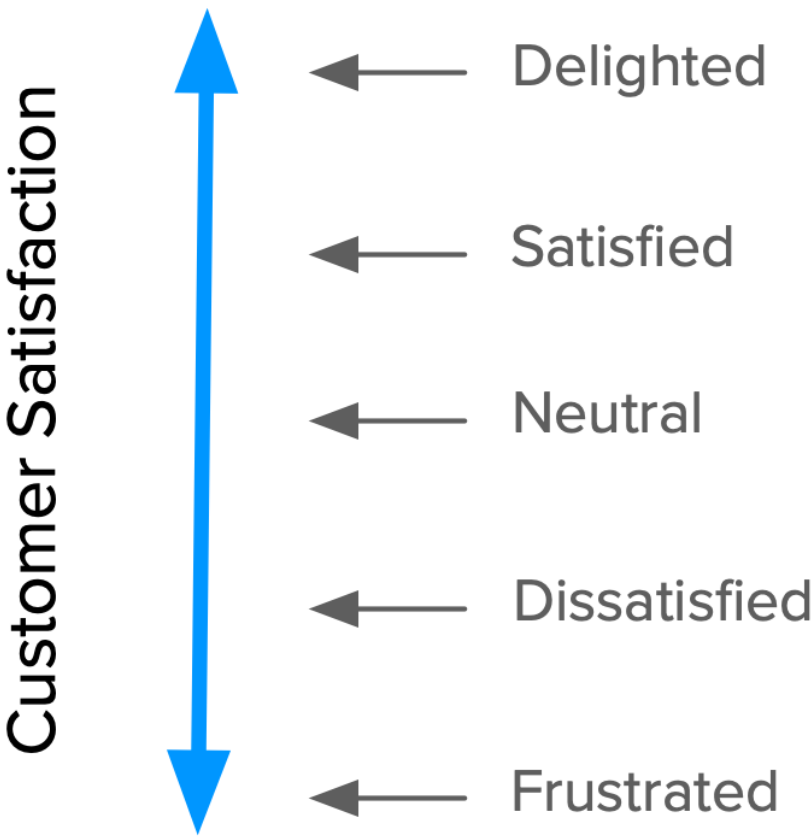 Customer Satisfaction
Delighted
Satisfied
Neutral
Dissatisfied
Frustrated